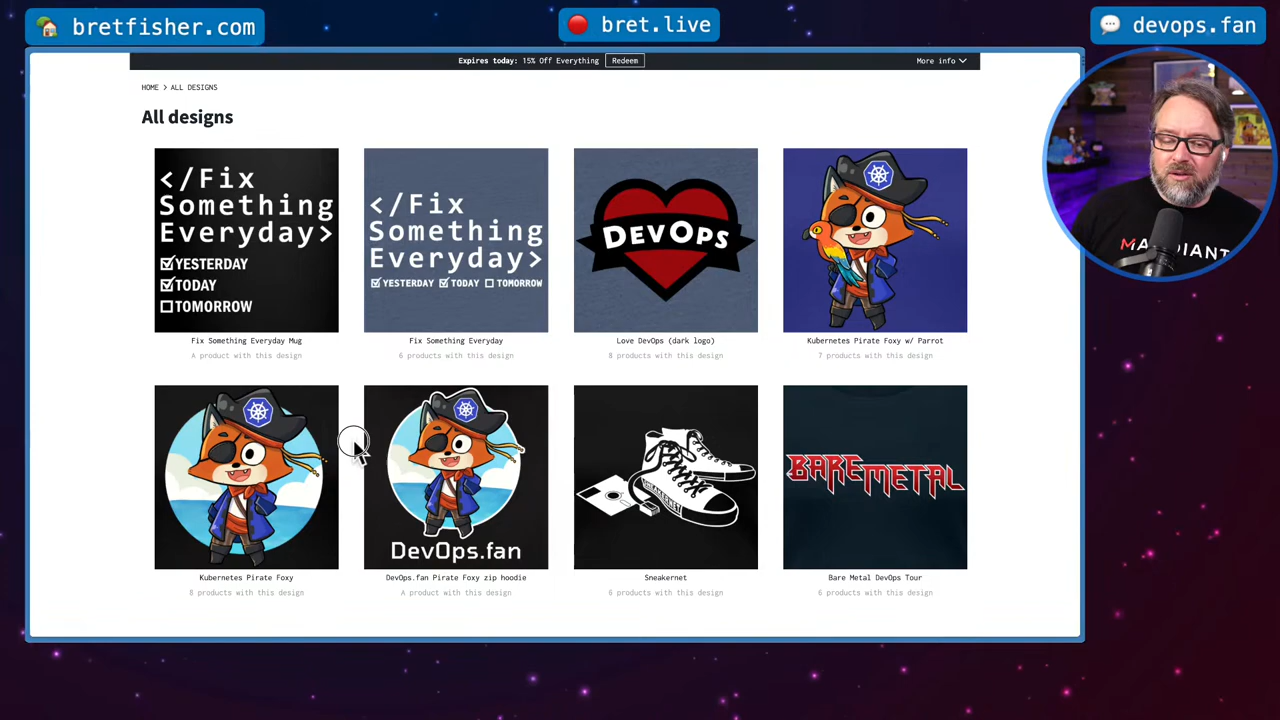 bretfisher.com
bret.live
devops.fan
Expires today: 15% Off Everything Redeem
More info
HOME > ALL DESIGNS
All designs
</Fix
Something
Everyday>
YESTERDAY
TODAY
TOMORROW
Fix Something Everyday Mug
A product with this design
</Fix
Something
Everyday>
YESTERDAY TODAY TOMORROW
Fix Something Everyday
6 products with this design
DEVOPS
Love DevOps (dark logo)
8 products with this design
Kubernetes Pirate Foxy w/ Parrot
7 products with this design
Kubernetes Pirate Foxy
8 products with this design
DevOps.fan
DevOps.fan Pirate Foxy zip hoodie
A product with this design
SNEAKERNET
Sneakernet
6 products with this design
BARE METAL
Bare Metal DevOps Tour
6 products with this design